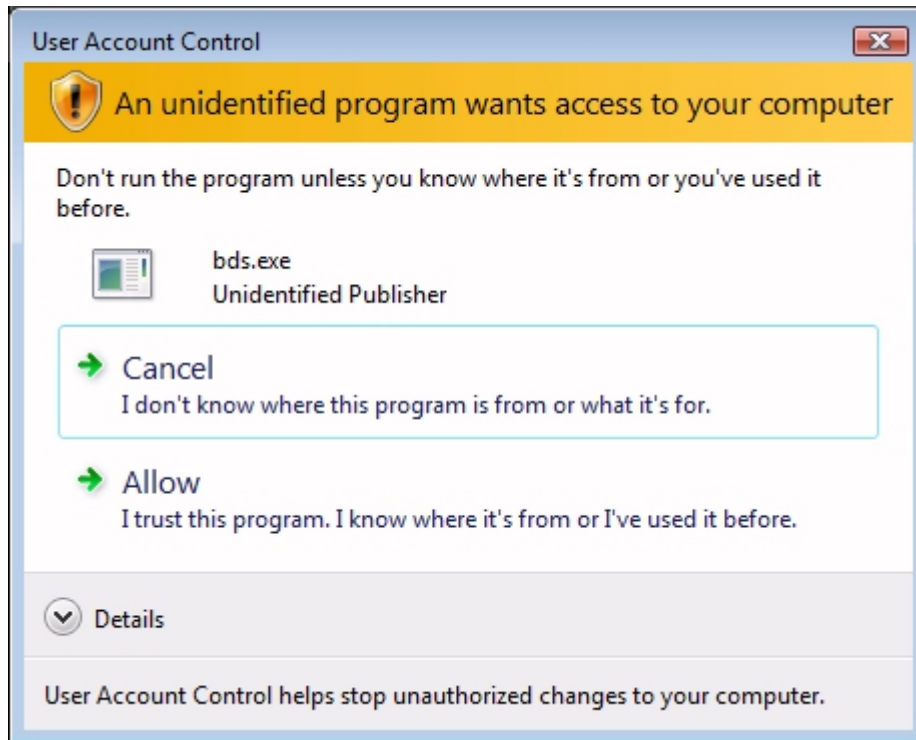 User Account Control
An unidentified program wants access to your computer
Don't run the program unless you know where it's from or you've used it
before.
bds.exe
Unidentified Publisher
Cancel
I don't know where this program is from or what it's for.
Allow
I trust this program. I know where it's from or I've used it before.
Details
User Account Control helps stop unauthorized changes to your computer.